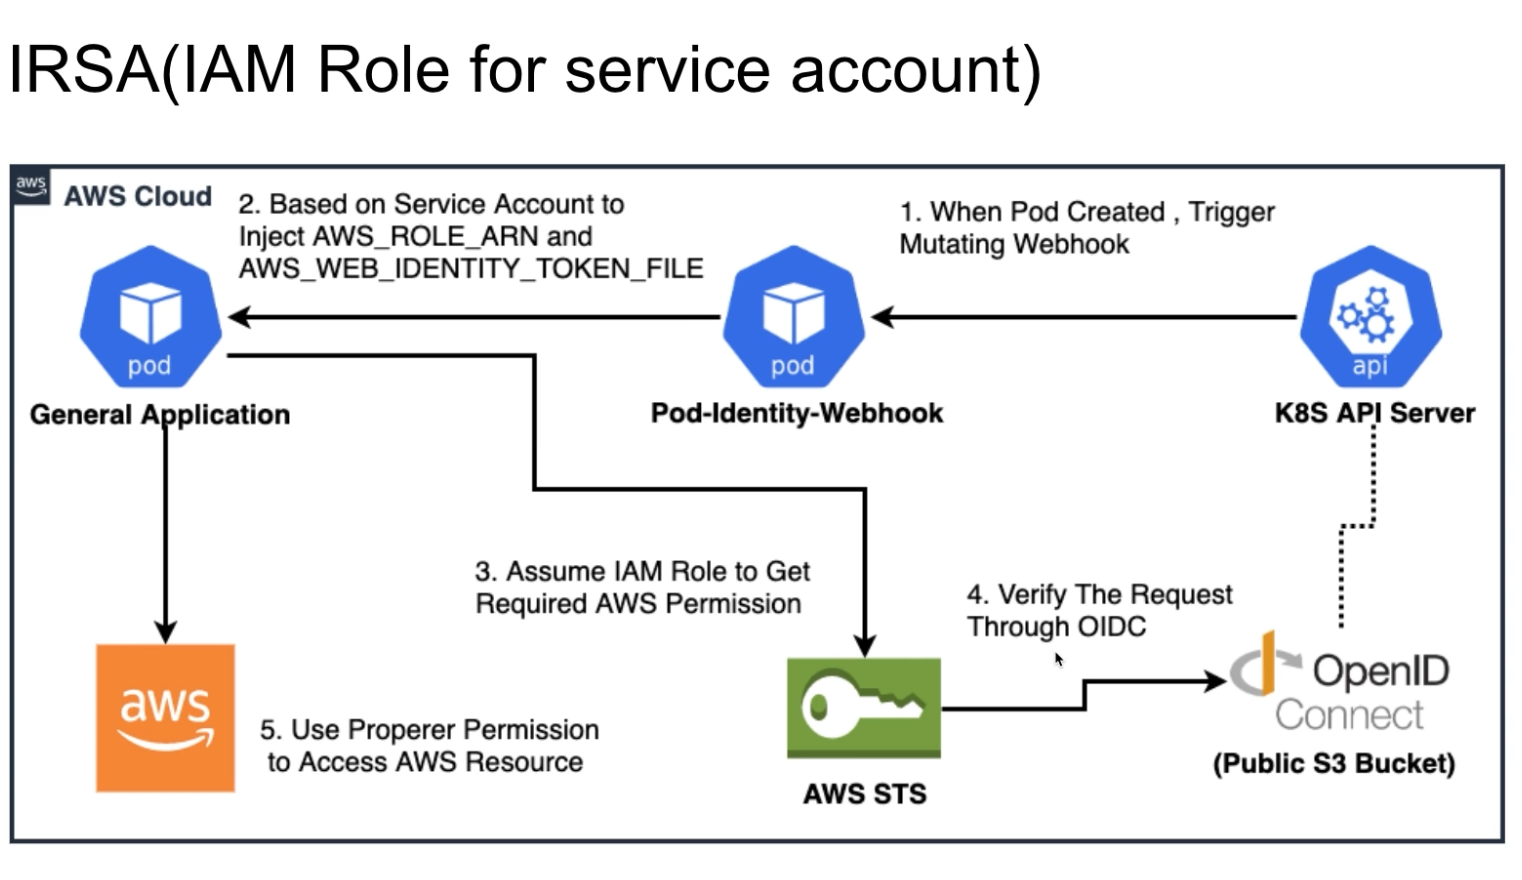 IRSA(IAM Role for service account)
aws
AWS Cloud
2. Based on Service Account to
Inject AWS_ROLE_ARN and
AWS_WEB_IDENTITY_TOKEN_FILE
1. When Pod Created , Trigger
Mutating Webhook
pod
pod
api
General Application
Pod-Identity-Webhook
K8S API Server
3. Assume IAM Role to Get
Required AWS Permission
4. Verify The Request
Through OIDC
aws
5. Use Properer Permission
to Access AWS Resource
AWS STS
OpenID
Connect
(Public S3 Bucket)